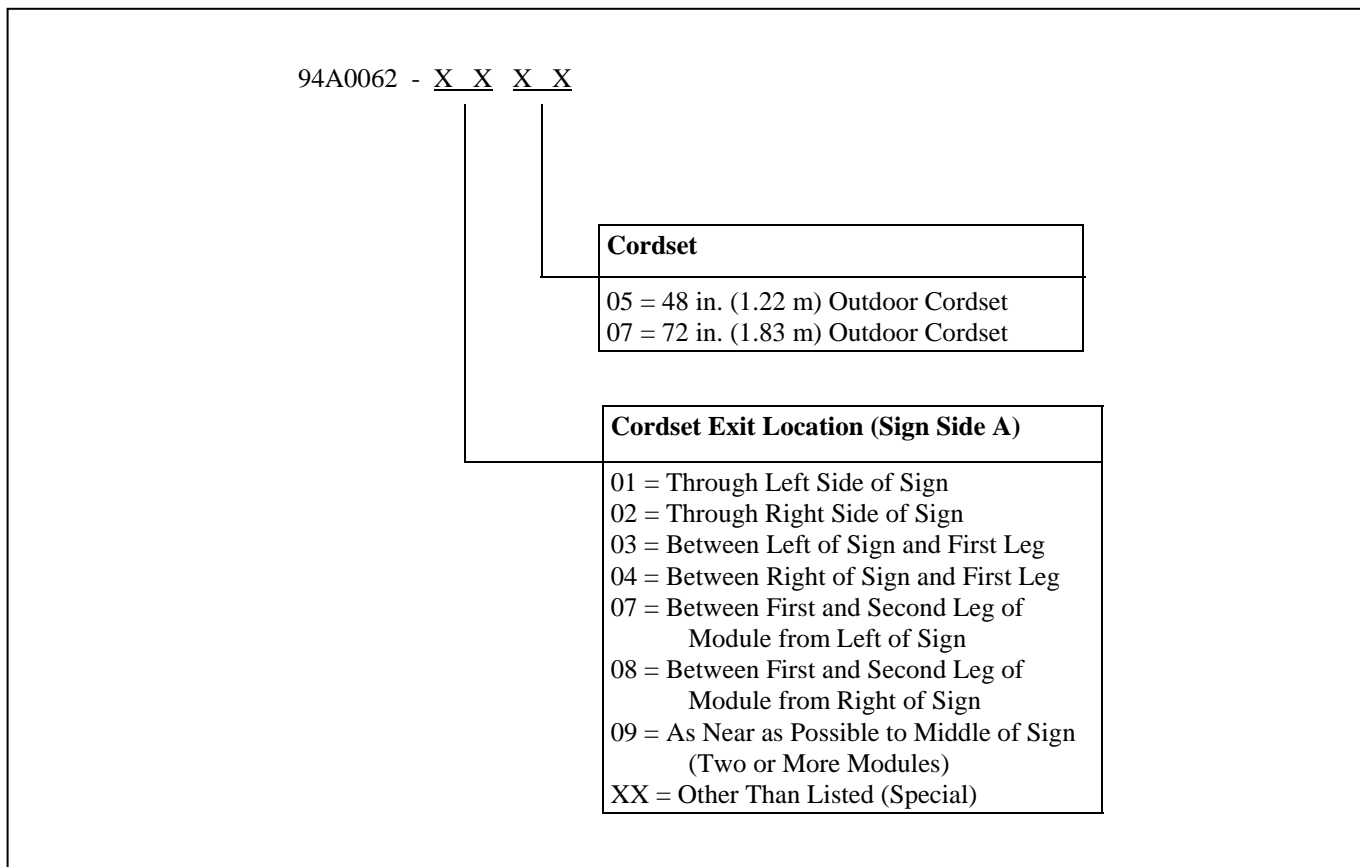 94A0062 - X X X X
Cordset
05 = 48 in. (1.22 m) Outdoor Cordset
07 = 72 in. (1.83 m) Outdoor Cordset
Cordset Exit Location (Sign Side A)
01 = Through Left Side of Sign
02 = Through Right Side of Sign
03 = Between Left of Sign and First Leg
04 = Between Right of Sign and First Leg
07 = Between First and Second Leg of
Module from Left of Sign
08 = Between First and Second Leg of
Module from Right of Sign
09 = As Near as Possible to Middle of Sign
(Two or More Modules)
XX = Other Than Listed (Special)